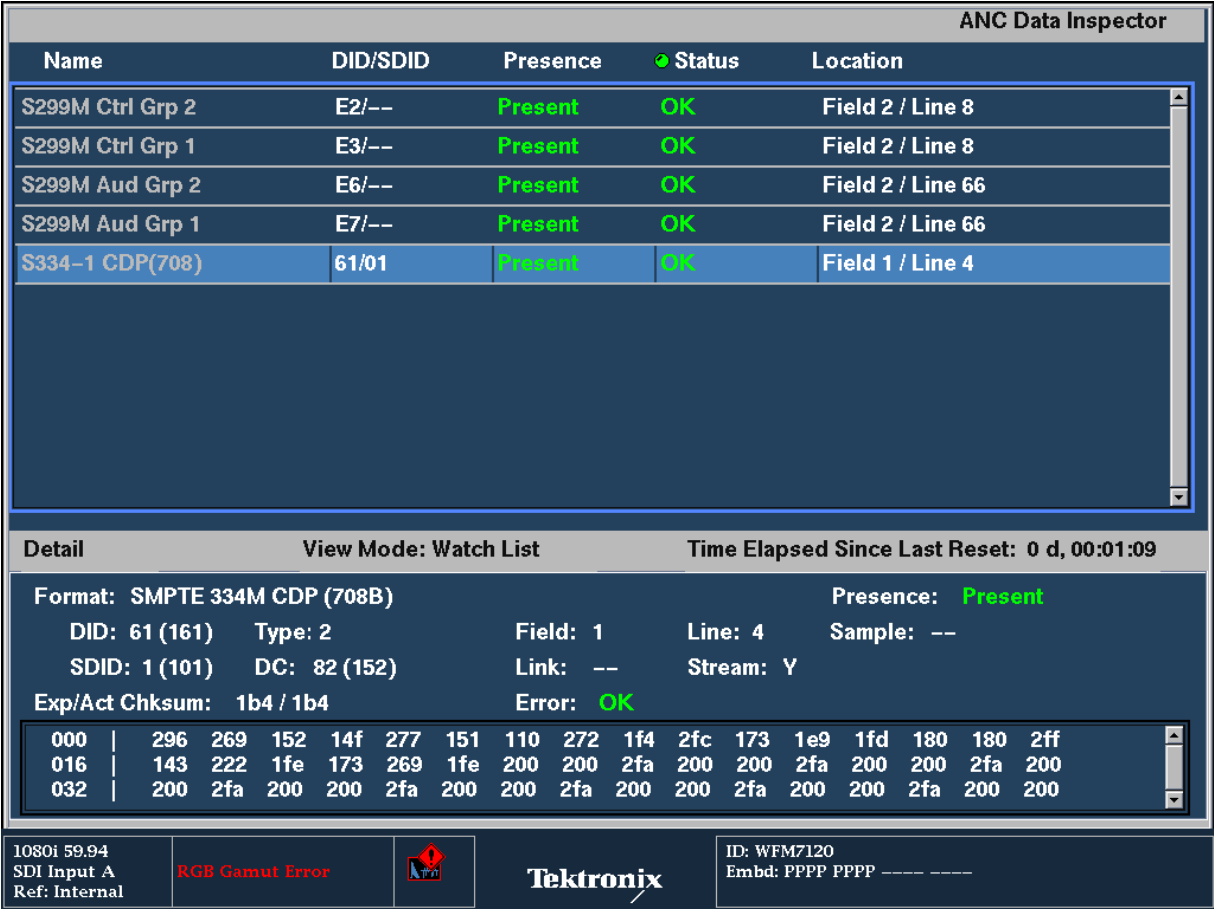 ANC Data Inspector
Name DID/SDID Presence Status Location
S299M Ctrl Grp 2 E2/-- Present OK Field 2 / Line 8
S299M Ctrl Grp 1 E3/-- Present OK Field 2 / Line 8
S299M Aud Grp 2 E6/-- Present OK Field 2 / Line 66
S299M Aud Grp 1 E7/-- Present OK Field 2 / Line 66
S334-1 CDP(708) 61/01 Present OK Field 1 / Line 4
Detail View Mode: Watch List Time Elapsed Since Last Reset: 0 d, 00:01:09
Format: SMPTE 334M CDP (708B) Presence: Present
DID: 61 (161) Type: 2 Field: 1 Line: 4 Sample: --
SDID: 1 (101) DC: 82 (152) Link: -- Stream: Y
Exp/Act Chksum: 1b4 / 1b4 Error: OK
000 | 296 269 152 14f 277 151 110 272 1f4 2fc 173 1e9 1fd 180 180 2ff
016 | 143 222 1fe 173 269 1fe 200 200 2fa 200 200 2fa 200 200 2fa 200
032 | 200 2fa 200 200 2fa 200 200 2fa 200 200 2fa 200 200 2fa 200 200
1080i 59.94
SDI Input A
Ref: Internal
RGB Gamut Error
Tektronix
ID: WFM7120
Embd: PPPP PPPP ---- ----